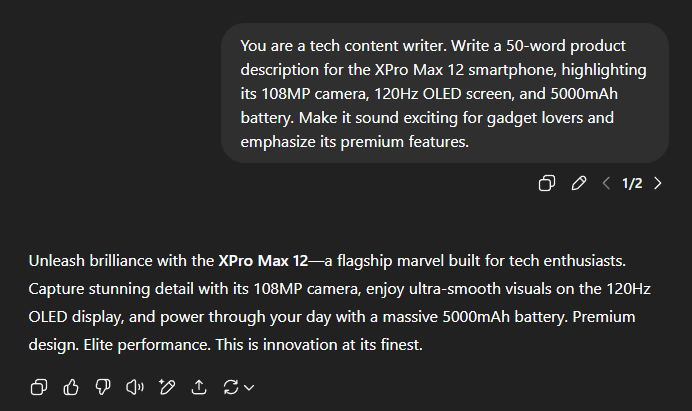 You are a tech content writer. Write a 50-word product
description for the XPro Max 12 smartphone, highlighting
its 108MP camera, 120Hz OLED screen, and 5000mAh
battery. Make it sound exciting for gadget lovers and
emphasize its premium features.
1/2
Unleash brilliance with the XPro Max 12—a flagship marvel built for tech enthusiasts.
Capture stunning detail with its 108MP camera, enjoy ultra-smooth visuals on the 120Hz
OLED display, and power through your day with a massive 5000mAh battery. Premium
design. Elite performance. This is innovation at its finest.